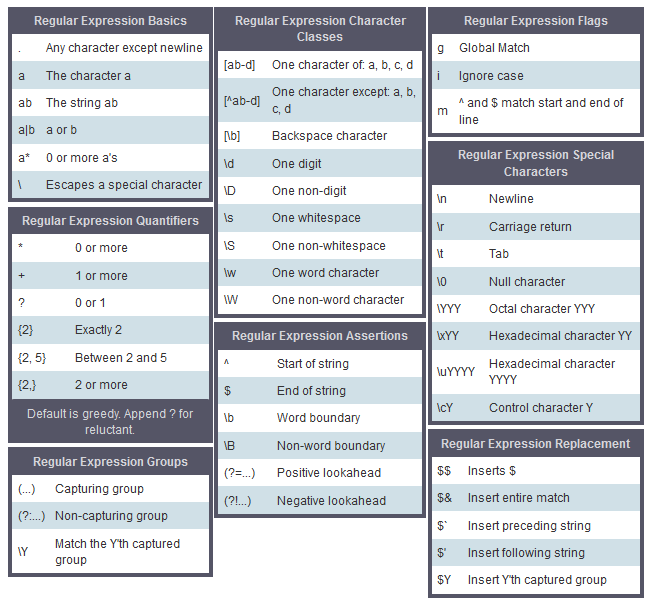 Regular Expression Basics
. Any character except newline
a The character a
ab The string ab
a|b a or b
a* 0 or more a's
\ Escapes a special character
Regular Expression Quantifiers
* 0 or more
+ 1 or more
? 0 or 1
{2} Exactly 2
{2, 5} Between 2 and 5
{2,} 2 or more
Default is greedy. Append ? for
reluctant.
Regular Expression Groups
(...) Capturing group
(?:...) Non-capturing group
\Y Match the Y'th captured
group
Regular Expression Character
Classes
[ab-d] One character of: a, b, c, d
[^ab-d] One character except: a, b,
c, d
[\b] Backspace character
\d One digit
\D One non-digit
\s One whitespace
\S One non-whitespace
\w One word character
\W One non-word character
Regular Expression Assertions
^ Start of string
$ End of string
\b Word boundary
\B Non-word boundary
(?=...) Positive lookahead
(?!...) Negative lookahead
Regular Expression Flags
g Global Match
i Ignore case
m ^ and $ match start and end of
line
Regular Expression Special
Characters
\n Newline
\r Carriage return
\t Tab
\0 Null character
\YYY Octal character YYY
\xYY Hexadecimal character YY
\uYYYY Hexadecimal character
YYYY
\cY Control character Y
Regular Expression Replacement
$$ Inserts $
$& Insert entire match
$` Insert preceding string
$' Insert following string
$Y Insert Y'th captured group